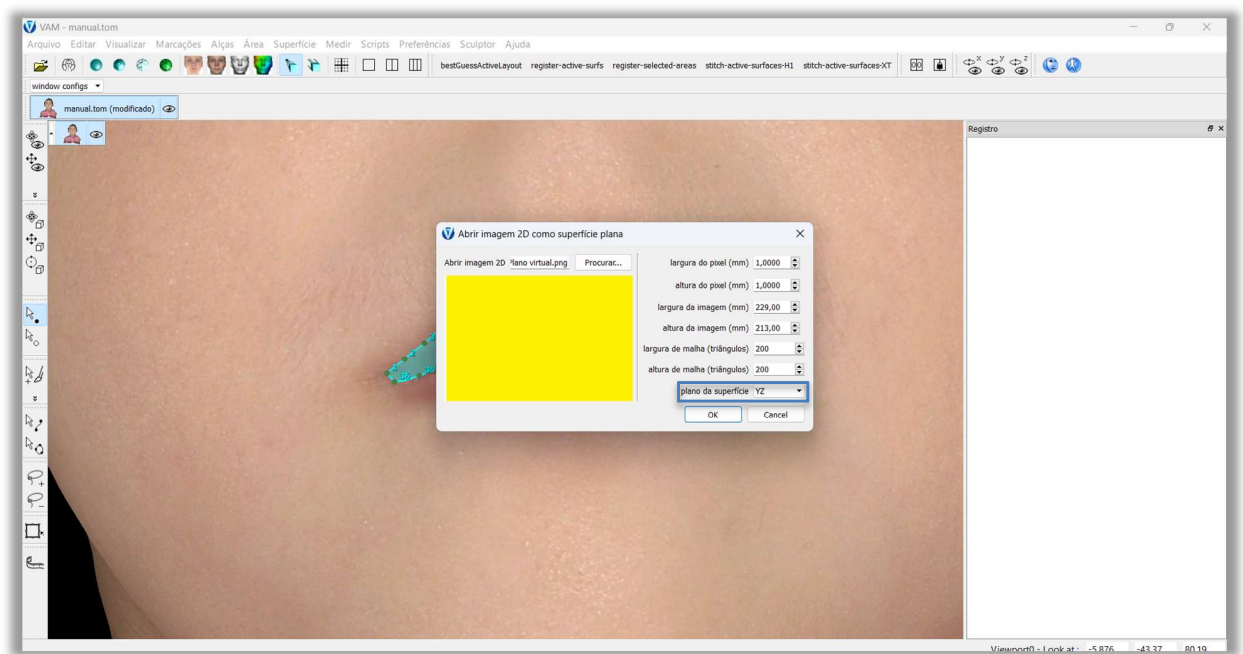 VAM - manual.tom
Arquivo Editar Visualizar Marcações Alças Área Superfície Medir Scripts Preferências Sculptor Ajuda
bestGuessActiveLayout register-active-surfs register-selected-areas stitch-active-surfaces-H1 stitch-active-surfaces-XT
window configs
manual.tom (modificado)
Registro
Abrir imagem 2D como superfície plana
Abrir imagem 2D Plano virtual.png Procurar... largura do pixel (mm) 1,0000
altura do pixel (mm) 1,0000
largura da imagem (mm) 229,00
altura da imagem (mm) 213,00
largura de malha (triângulos) 200
altura de malha (triângulos) 200
plano da superfície YZ
OK Cancel
Viewport0 - Look at : -5.876 -43.37 80.19